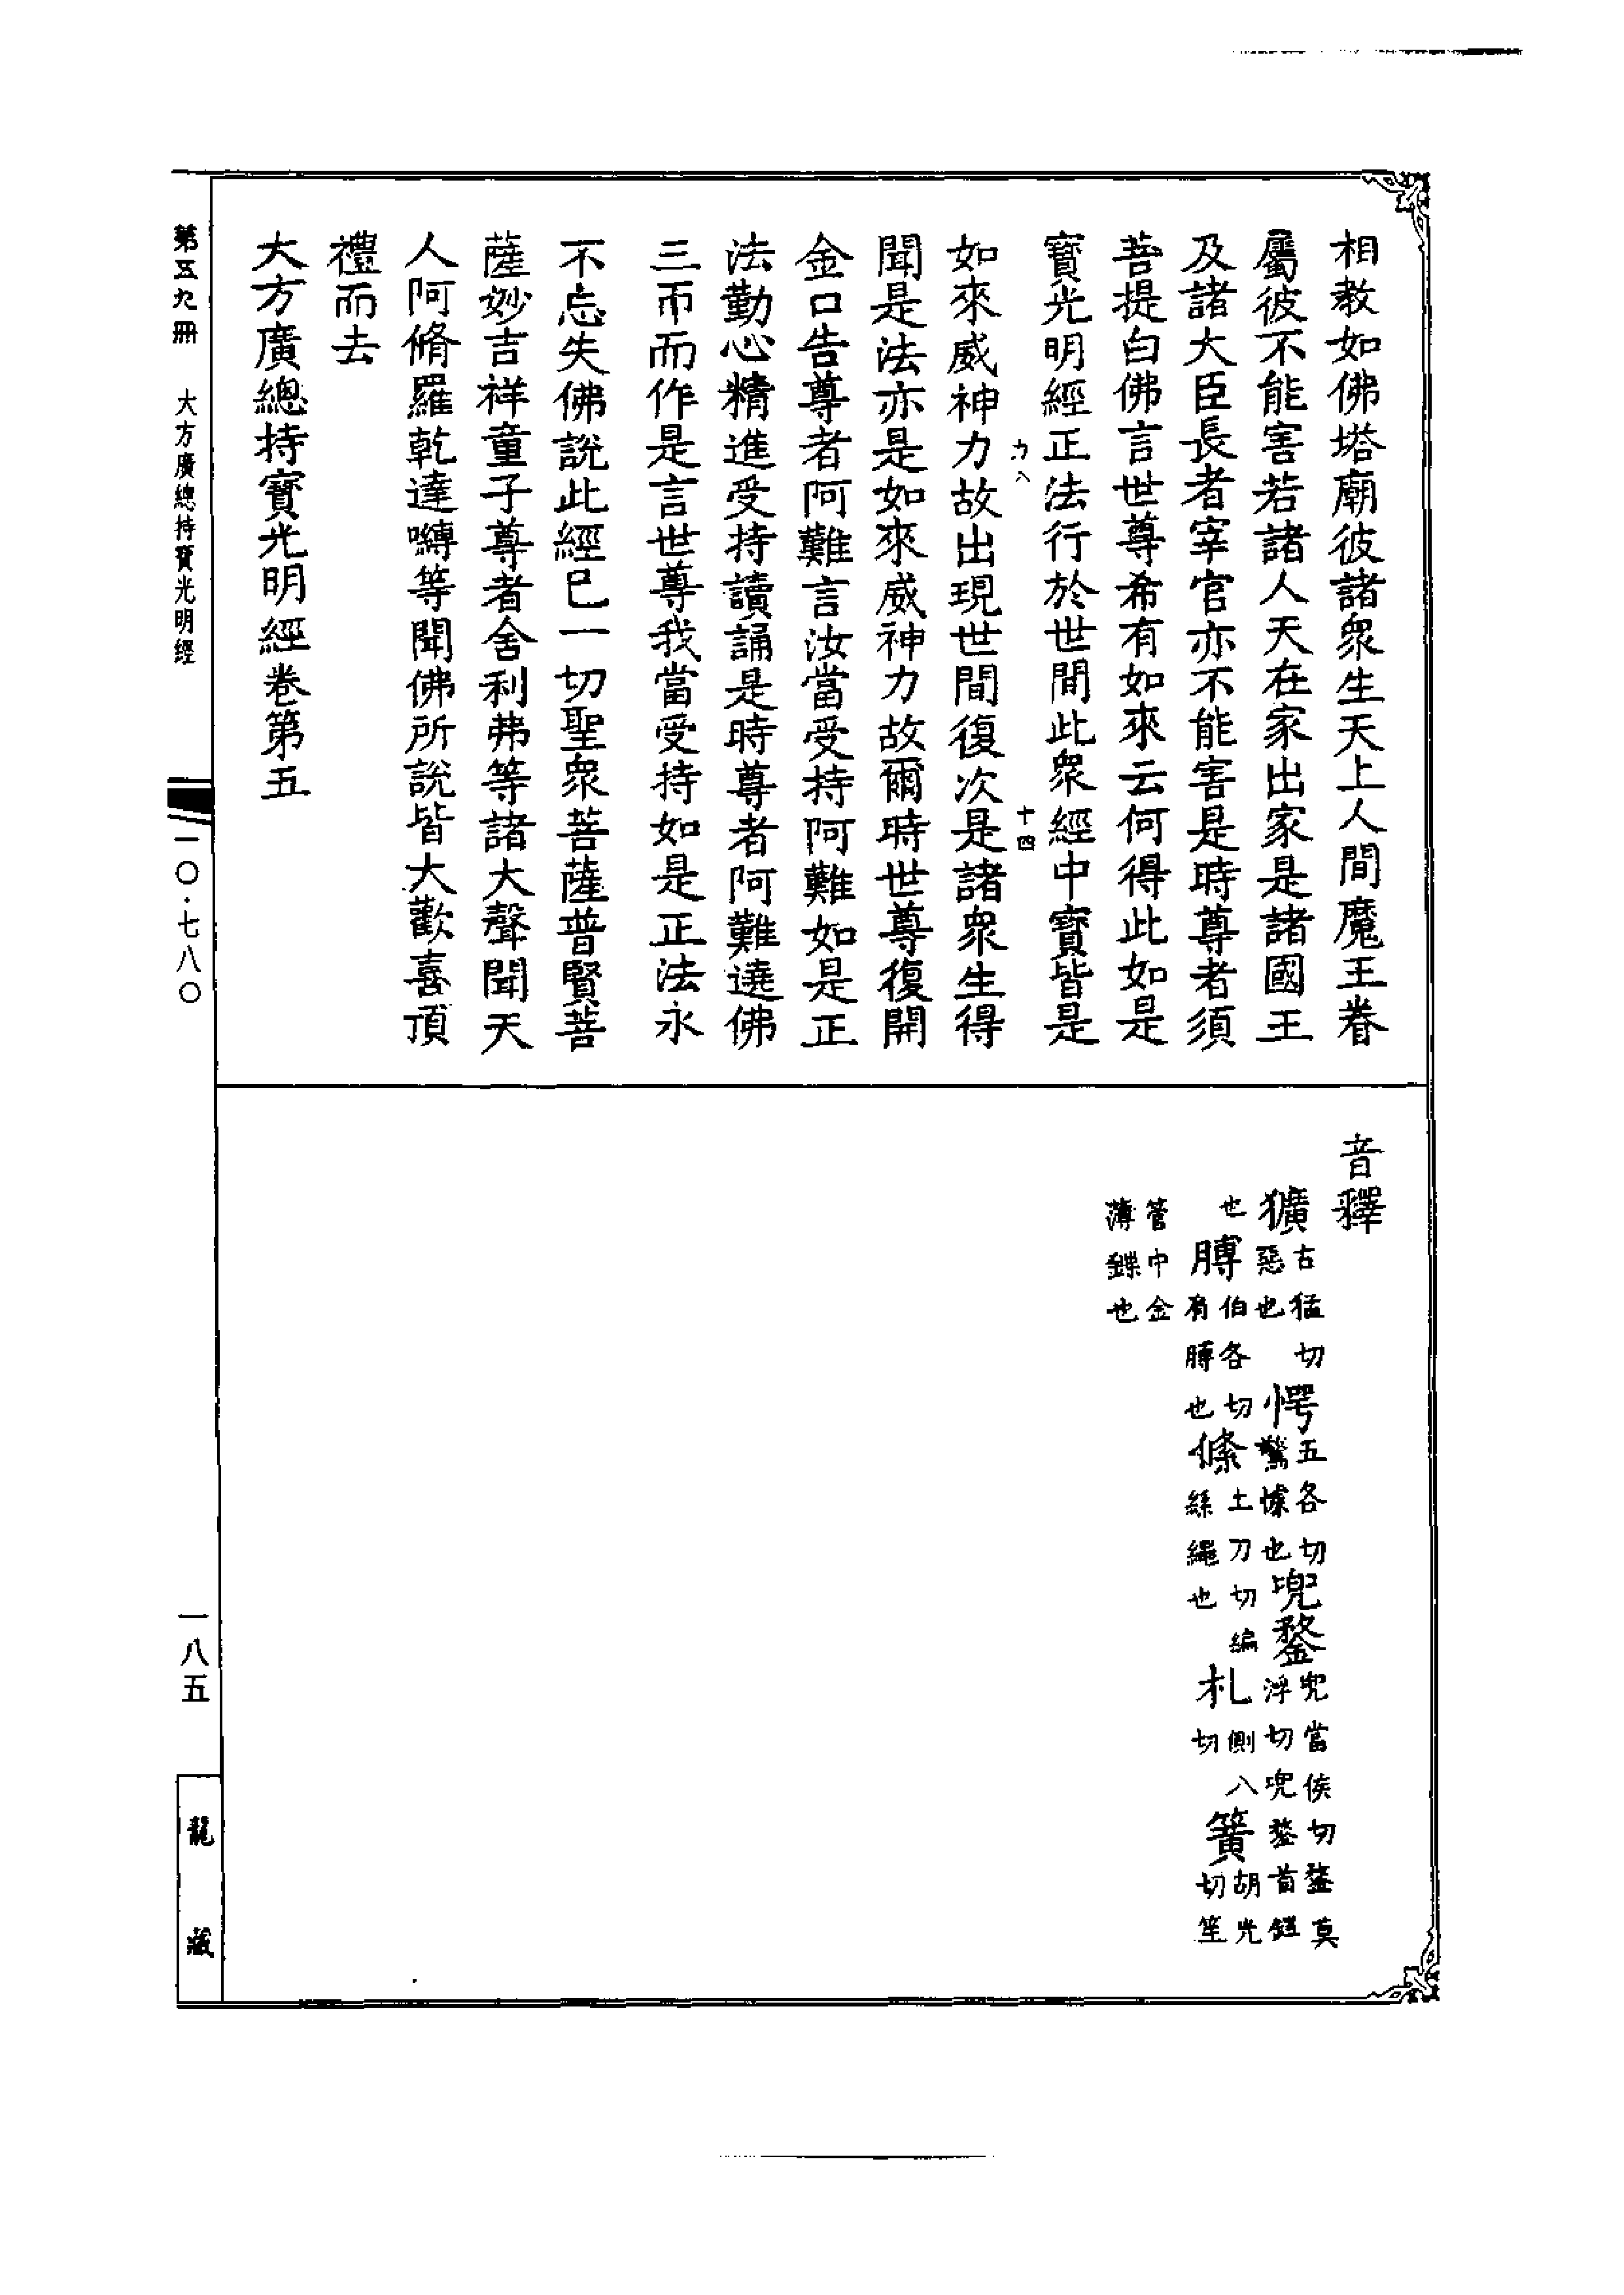 相教如佛塔廟彼諸衆生天上人間魔王眷
屬彼不能害若諸人天在家出家是諸國王
及諸大臣長者宰官亦不能害是時尊者須
菩提白佛言世尊希有如來云何得此如是
寶光明經正法行於世間此衆經中寶皆是
力八
十四
如來威神力故出現世間復次是諸衆生得
聞是法亦是如來威神力故爾時世尊復開
金口告尊者阿難言汝當受持阿難如是正
法勤心精進受持讀誦是時尊者阿難遶佛
三帀而作是言世尊我當受持如是正法永
不忘失佛說此經已一切聖衆菩薩普賢菩
薩妙吉祥童子尊者舍利弗等諸大聲聞天
人阿脩羅乾達嚩等聞佛所說皆大歡喜頂
禮而去
大方廣總持寶光明經卷第五
音釋
獷古猛切惡也愕五各切驚懅也兜鍪兜當侯切鍪莫浮切兜鍪首鎧
也膊伯各切肩膊也絛土刀切編絲繩也札側八切簧胡光切笙
管中金薄鍱也
第五九冊
大方廣總持寶光明經
一〇·七八〇
一八五
龍藏